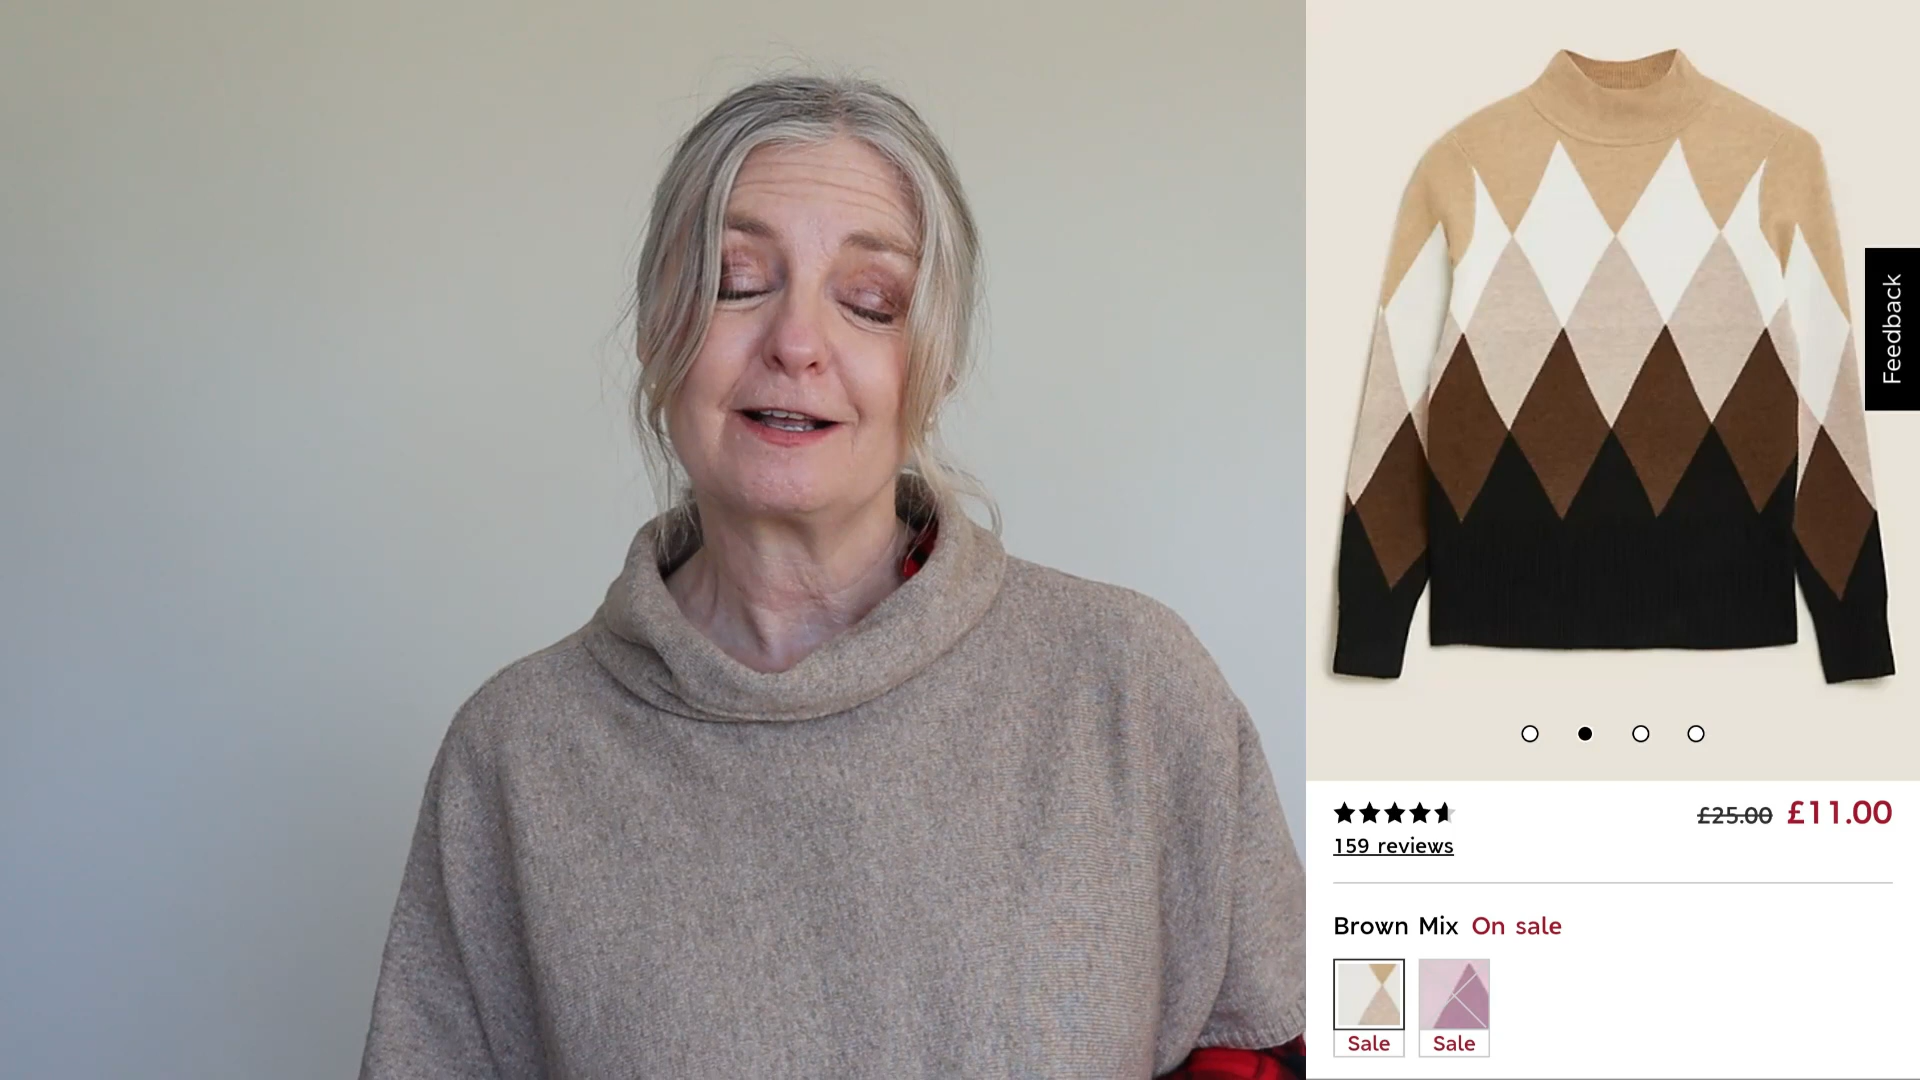 Feedback
£25.00 £11.00
159 reviews
Brown Mix On sale
Sale Sale